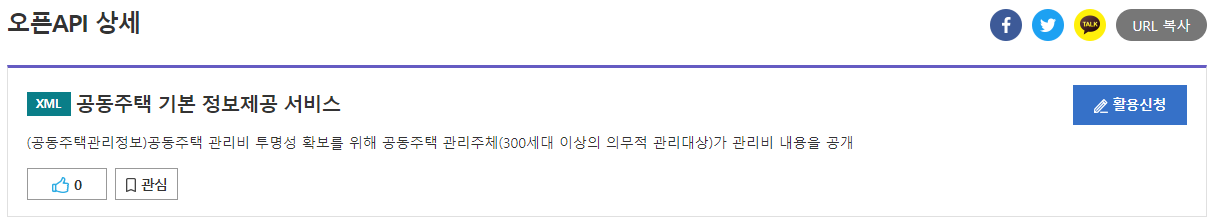 오픈API 상세
TALK
URL 복사
XML 공동주택 기본 정보제공 서비스
활용신청
(공동주택관리정보)공동주택 관리비 투명성 확보를 위해 공동주택 관리주체(300세대 이상의 의무적 관리대상)가 관리비 내용을 공개
0 관심